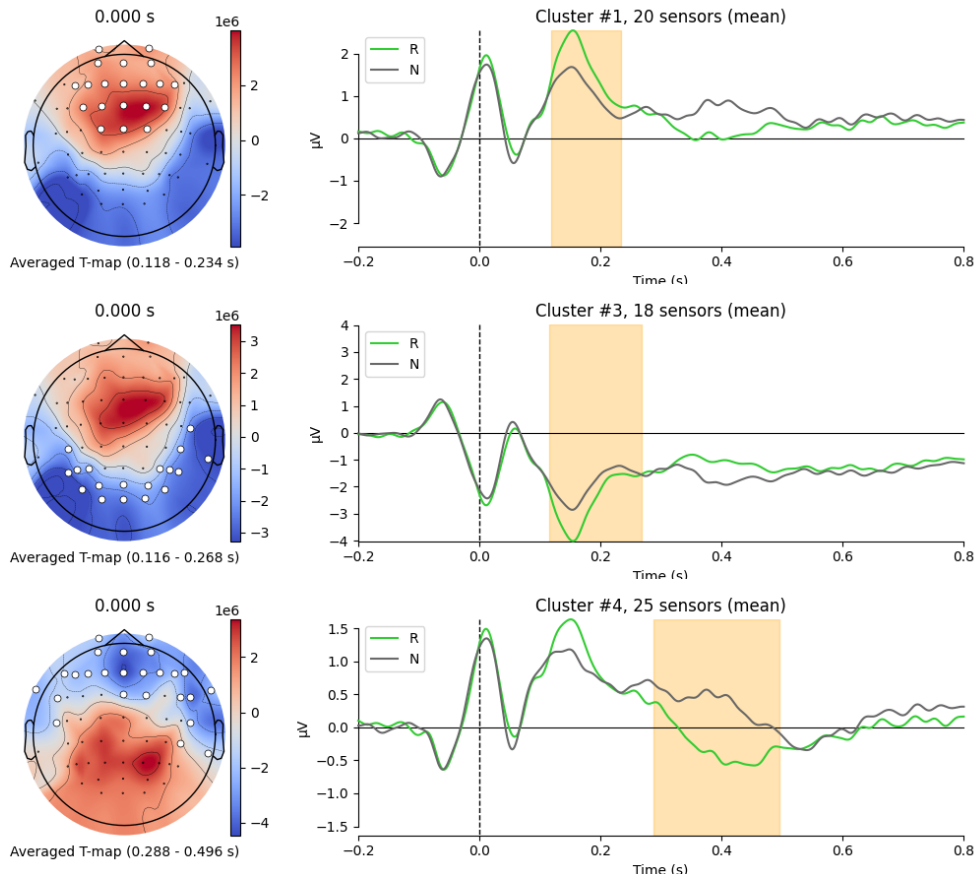 0.000 s
1e6
2
0
−2
Averaged T-map (0.118 - 0.234 s)
Cluster #1, 20 sensors (mean)
R
N
µV
2
1
0
−1
−2
−0.2 0.0 0.2 0.4 0.6 0.8
Time (s)
0.000 s
1e6
3
2
1
0
−1
−2
−3
Averaged T-map (0.116 - 0.268 s)
Cluster #3, 18 sensors (mean)
R
N
µV
4
3
2
1
0
−1
−2
−3
−4
−0.2 0.0 0.2 0.4 0.6 0.8
Time (s)
0.000 s
1e6
2
0
−2
−4
Averaged T-map (0.288 - 0.496 s)
Cluster #4, 25 sensors (mean)
R
N
µV
1.5
1.0
0.5
0.0
−0.5
−1.0
−1.5
−0.2 0.0 0.2 0.4 0.6 0.8
Time (s)